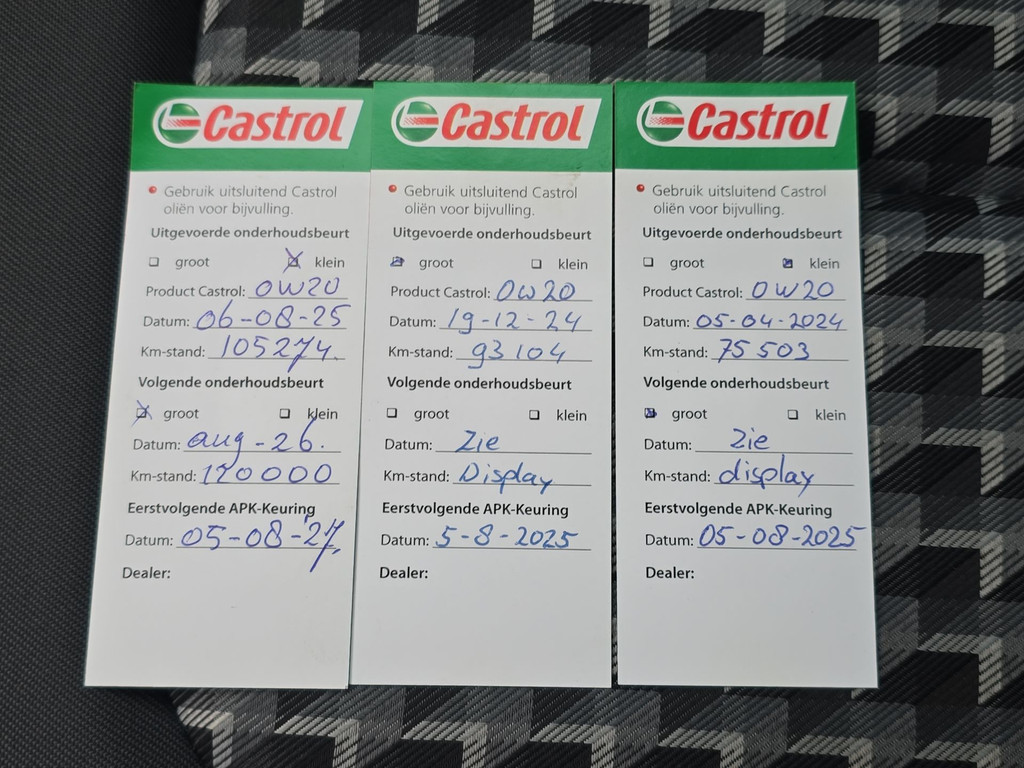 Castrol
Gebruik uitsluitend Castrol
oliën voor bijvulling.
Uitgevoerde onderhoudsbeurt
groot klein
Product Castrol: 0W20
Datum: 06-08-25
Km-stand: 105274.
Volgende onderhoudsbeurt
groot klein
Datum: aug-26.
Km-stand: 120000
Eerstvolgende APK-Keuring
Datum: 05-08-'27,
Dealer:
Castrol
Gebruik uitsluitend Castrol
oliën voor bijvulling.
Uitgevoerde onderhoudsbeurt
groot klein
Product Castrol: 0W20
Datum: 19-12-24
Km-stand: 93104
Volgende onderhoudsbeurt
groot klein
Datum: Zie
Km-stand: Display
Eerstvolgende APK-Keuring
Datum: 5-8-2025
Dealer:
Castrol
Gebruik uitsluitend Castrol
oliën voor bijvulling.
Uitgevoerde onderhoudsbeurt
groot klein
Product Castrol: 0W20
Datum: 05-04-2024
Km-stand: 75503
Volgende onderhoudsbeurt
groot klein
Datum: Zie
Km-stand: display
Eerstvolgende APK-Keuring
Datum: 05-08-2025
Dealer: